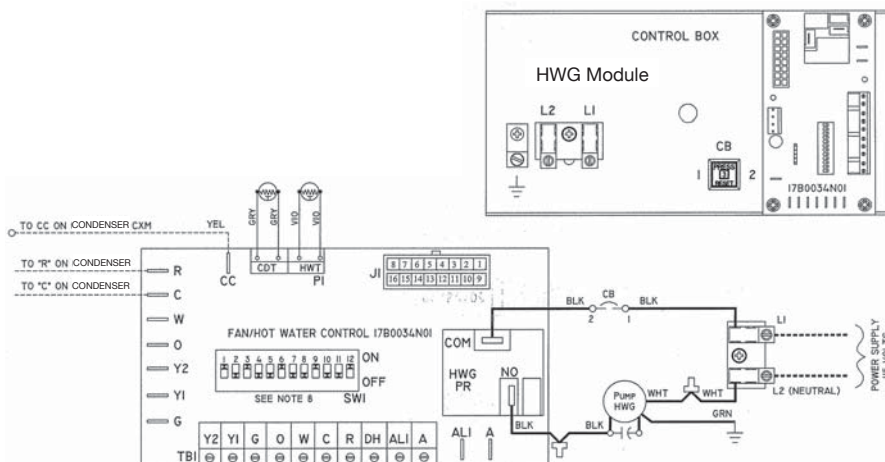 CONTROL BOX
HWG Module
L2 L1
CB
1 PRESS RESET 2
17B0034N01
GRY GRY VIO VIO
TO CC ON CONDENSER CXM YEL
CC CDT HWT P1
TO "R" ON CONDENSER R
TO "C" ON CONDENSER C
W
O
Y2
Y1
G
J1
8 7 6 5 4 3 2 1
16 15 14 13 12 11 10 9
FAN/HOT WATER CONTROL 17B0034N01
1 2 3 4 5 6 7 8 9 10 11 12 ON
OFF
SEE NOTE 8 SW1
BLK CB BLK
2 1
COM
HWG PR
NO
L1
L2 (NEUTRAL)
POWER SUPPLY
PUMP HWG
WHT WHT
GRN
BLK BLK
AL1 A
TB1 Y2 Y1 G O W C R DH AL1 A